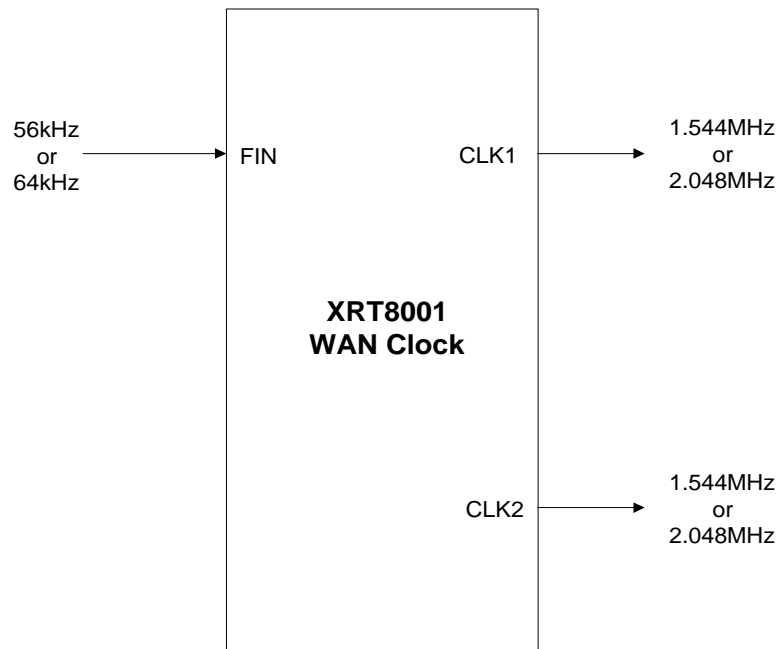 56kHz
or
64kHz
FIN
CLK1
1.544MHz
or
2.048MHz
XRT8001
WAN Clock
CLK2
1.544MHz
or
2.048MHz